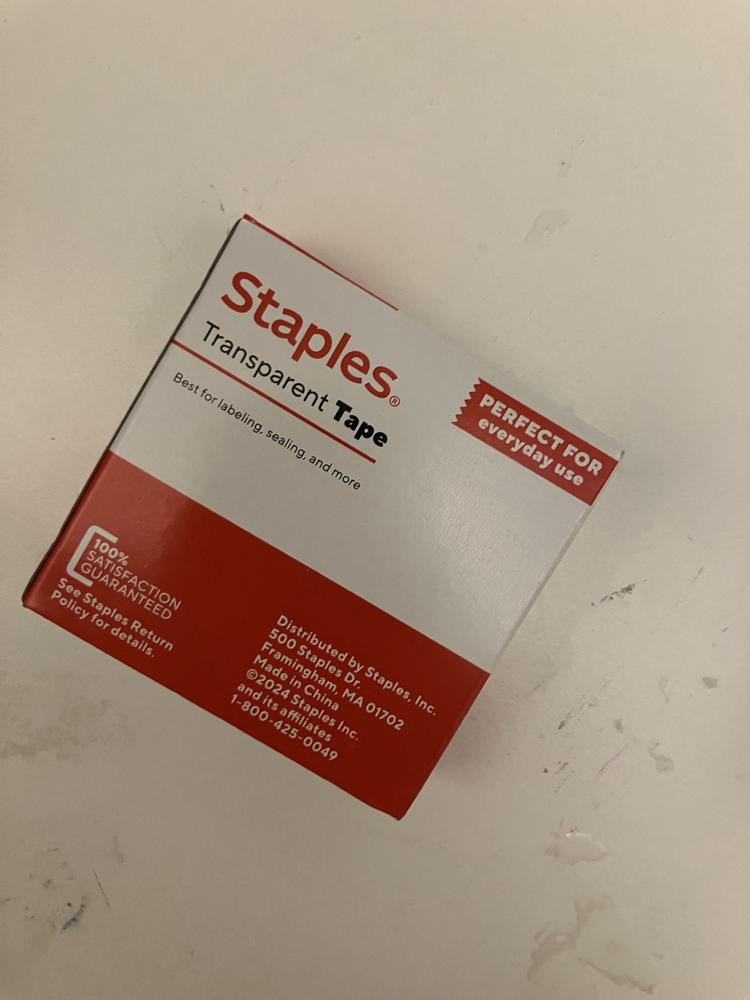 Staples®
Transparent Tape
Best for labeling, sealing, and more
PERFECT FOR
everyday use
100%
SATISFACTION
GUARANTEED
See Staples Return
Policy for details.
Distributed by Staples, Inc.
500 Staples Dr.
Framingham, MA 01702
Made in China
©2024 Staples Inc.
and its affiliates
1-800-425-0049